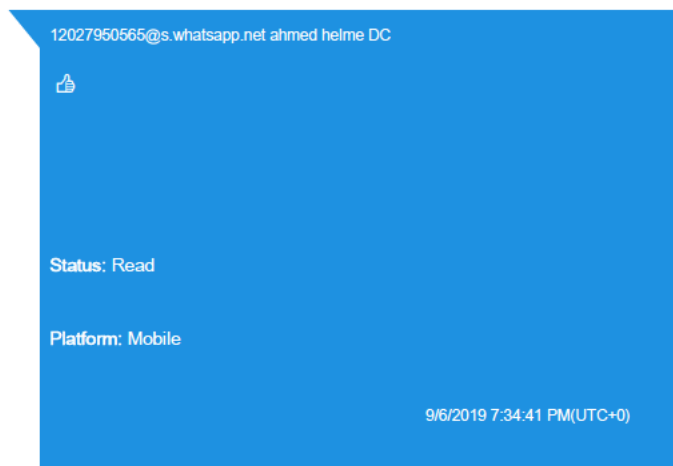 12027950565@s.whatsapp.net ahmed helme DC
👍
Status: Read
Platform: Mobile
9/6/2019 7:34:41 PM(UTC+0)